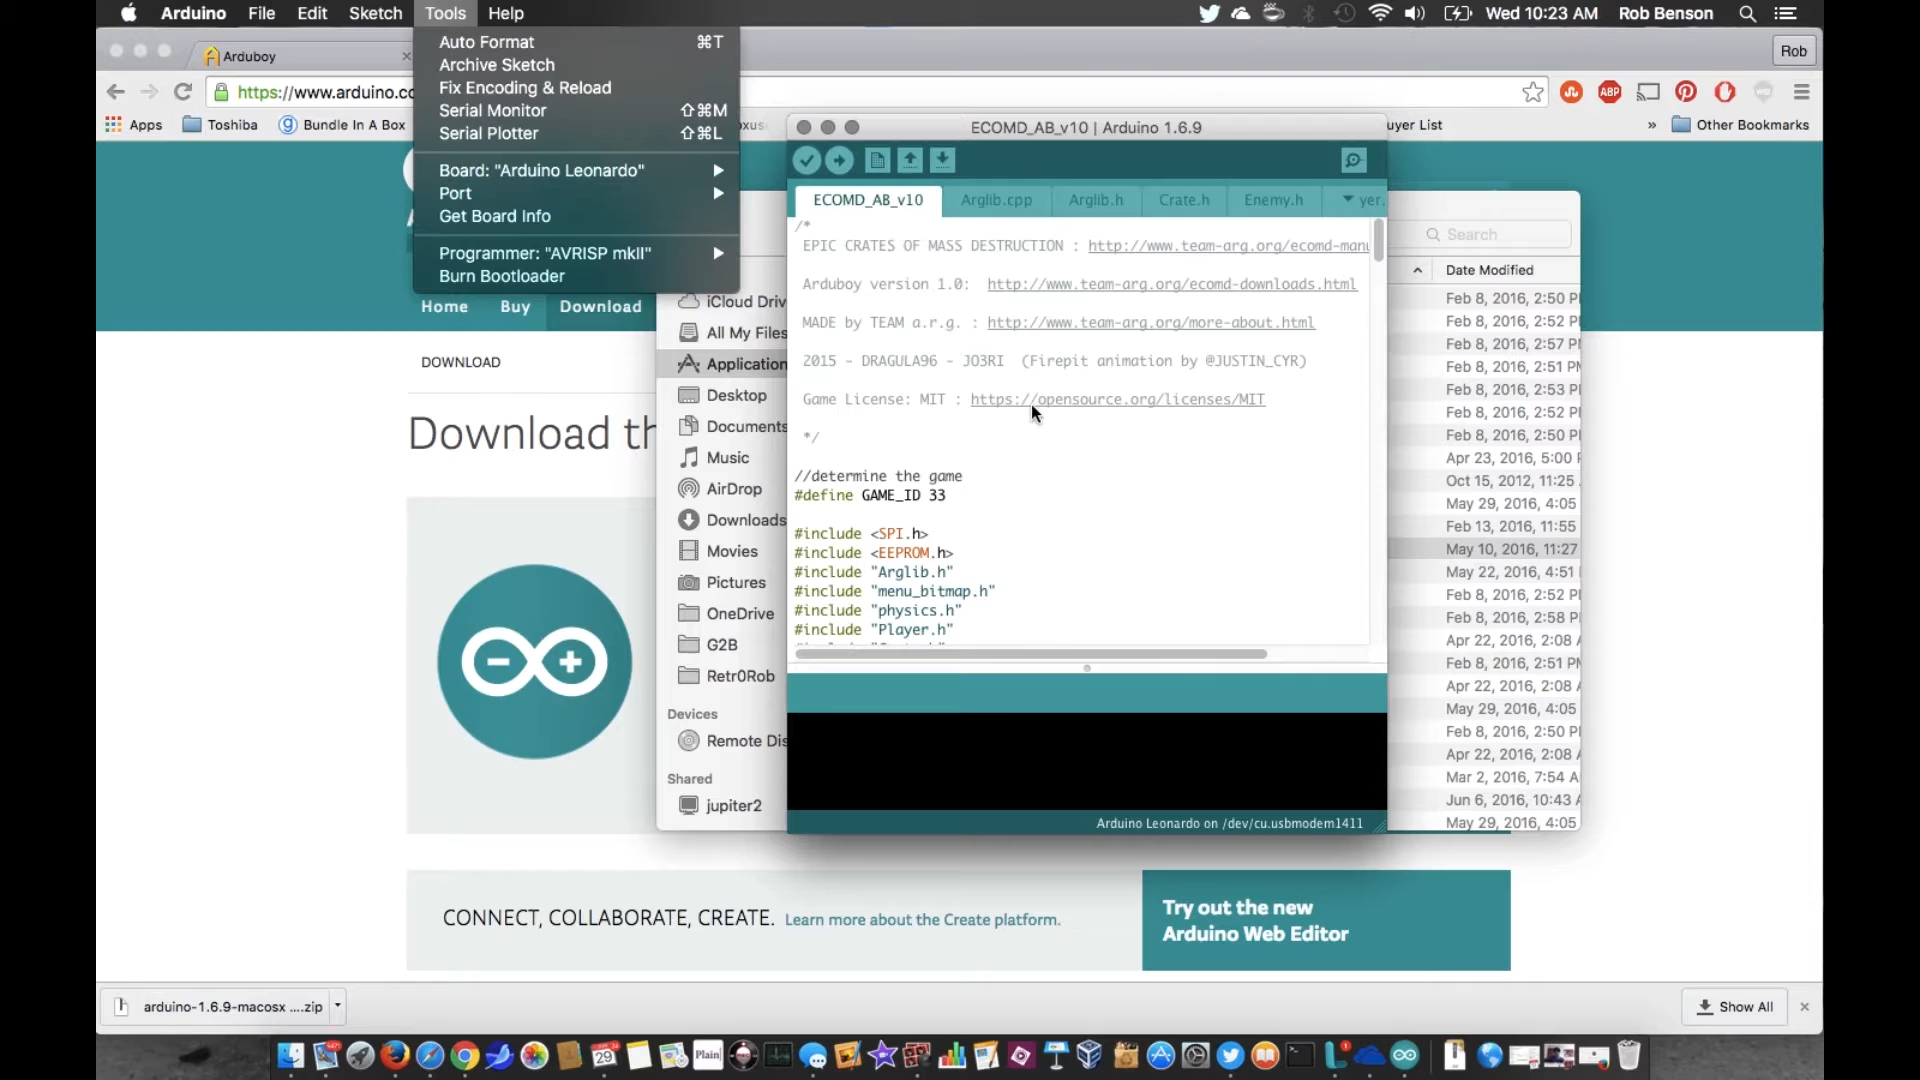 Arduino File Edit Sketch Tools Help
Wed 10:23 AM Rob Benson
Arduboy
Rob
https://www.arduino.cc
Apps Toshiba Bundle In A Box
uyer List » Other Bookmarks
Auto Format ⌘T
Archive Sketch
Fix Encoding & Reload
Serial Monitor ⇧⌘M
Serial Plotter ⇧⌘L
Board: "Arduino Leonardo"
Port
Get Board Info
Programmer: "AVRISP mkII"
Burn Bootloader
Home Buy Download
DOWNLOAD
Download th
ECOMD_AB_v10 | Arduino 1.6.9
ECOMD_AB_v10 Arglib.cpp Arglib.h Crate.h Enemy.h yer.
/*
EPIC CRATES OF MASS DESTRUCTION : http://www.team-arg.org/ecomd-manu
Arduboy version 1.0: http://www.team-arg.org/ecomd-downloads.html
MADE by TEAM a.r.g. : http://www.team-arg.org/more-about.html
2015 - DRAGULA96 - JO3RI (Firepit animation by @JUSTIN_CYR)
Game License: MIT : https://opensource.org/licenses/MIT
*/
//determine the game
#define GAME_ID 33
#include <SPI.h>
#include <EEPROM.h>
#include "Arglib.h"
#include "menu_bitmap.h"
#include "physics.h"
#include "Player.h"
Arduino Leonardo on /dev/cu.usbmodem1411
iCloud Driv
All My Files
Application
Desktop
Documents
Music
AirDrop
Downloads
Movies
Pictures
OneDrive
G2B
Retr0Rob
Devices
Remote Dis
Shared
jupiter2
Search
Date Modified
Feb 8, 2016, 2:50 P
Feb 8, 2016, 2:52 P
Feb 8, 2016, 2:57 P
Feb 8, 2016, 2:51 PM
Feb 8, 2016, 2:53 P
Feb 8, 2016, 2:52 P
Feb 8, 2016, 2:50 P
Apr 23, 2016, 5:00 P
Oct 15, 2012, 11:25
May 29, 2016, 4:05
Feb 13, 2016, 11:55
May 10, 2016, 11:27
May 22, 2016, 4:51
Feb 8, 2016, 2:52 P
Feb 8, 2016, 2:58 P
Apr 22, 2016, 2:08 A
Feb 8, 2016, 2:51 PM
Apr 22, 2016, 2:08 A
May 29, 2016, 4:05
Feb 8, 2016, 2:50 P
Apr 22, 2016, 2:08 A
Mar 2, 2016, 7:54 A
Jun 6, 2016, 10:43 A
May 29, 2016, 4:05
CONNECT, COLLABORATE, CREATE. Learn more about the Create platform.
Try out the new
Arduino Web Editor
arduino-1.6.9-macosx ....zip
Show All
Plain
29